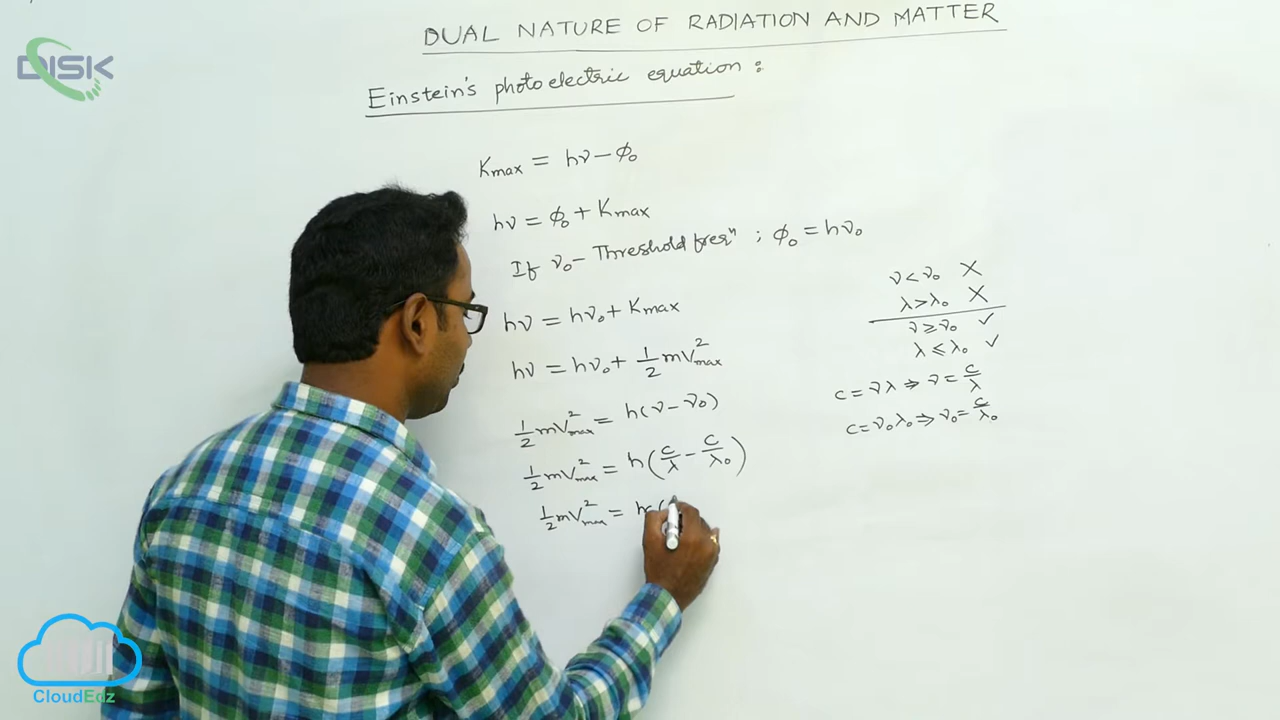 DISK
DUAL NATURE OF RADIATION AND MATTER
Einstein's photoelectric equation :
Kmax = hν − ϕ₀
hν = ϕ₀ + Kmax
If ν₀ − Threshold freqⁿ ; ϕ₀ = hν₀
hν = hν₀ + Kmax
hν = hν₀ + 1/2 mV²max
1/2 mV²max = h(ν − ν₀)
1/2 mV²max = h(c/λ − c/λ₀)
1/2 mV²max = hc(
ν < ν₀ ✗
λ > λ₀ ✗
ν ≥ ν₀ ✓
λ ≤ λ₀ ✓
c = νλ ⇒ ν = c/λ
c = ν₀λ₀ ⇒ ν₀ = c/λ₀
CloudEdz